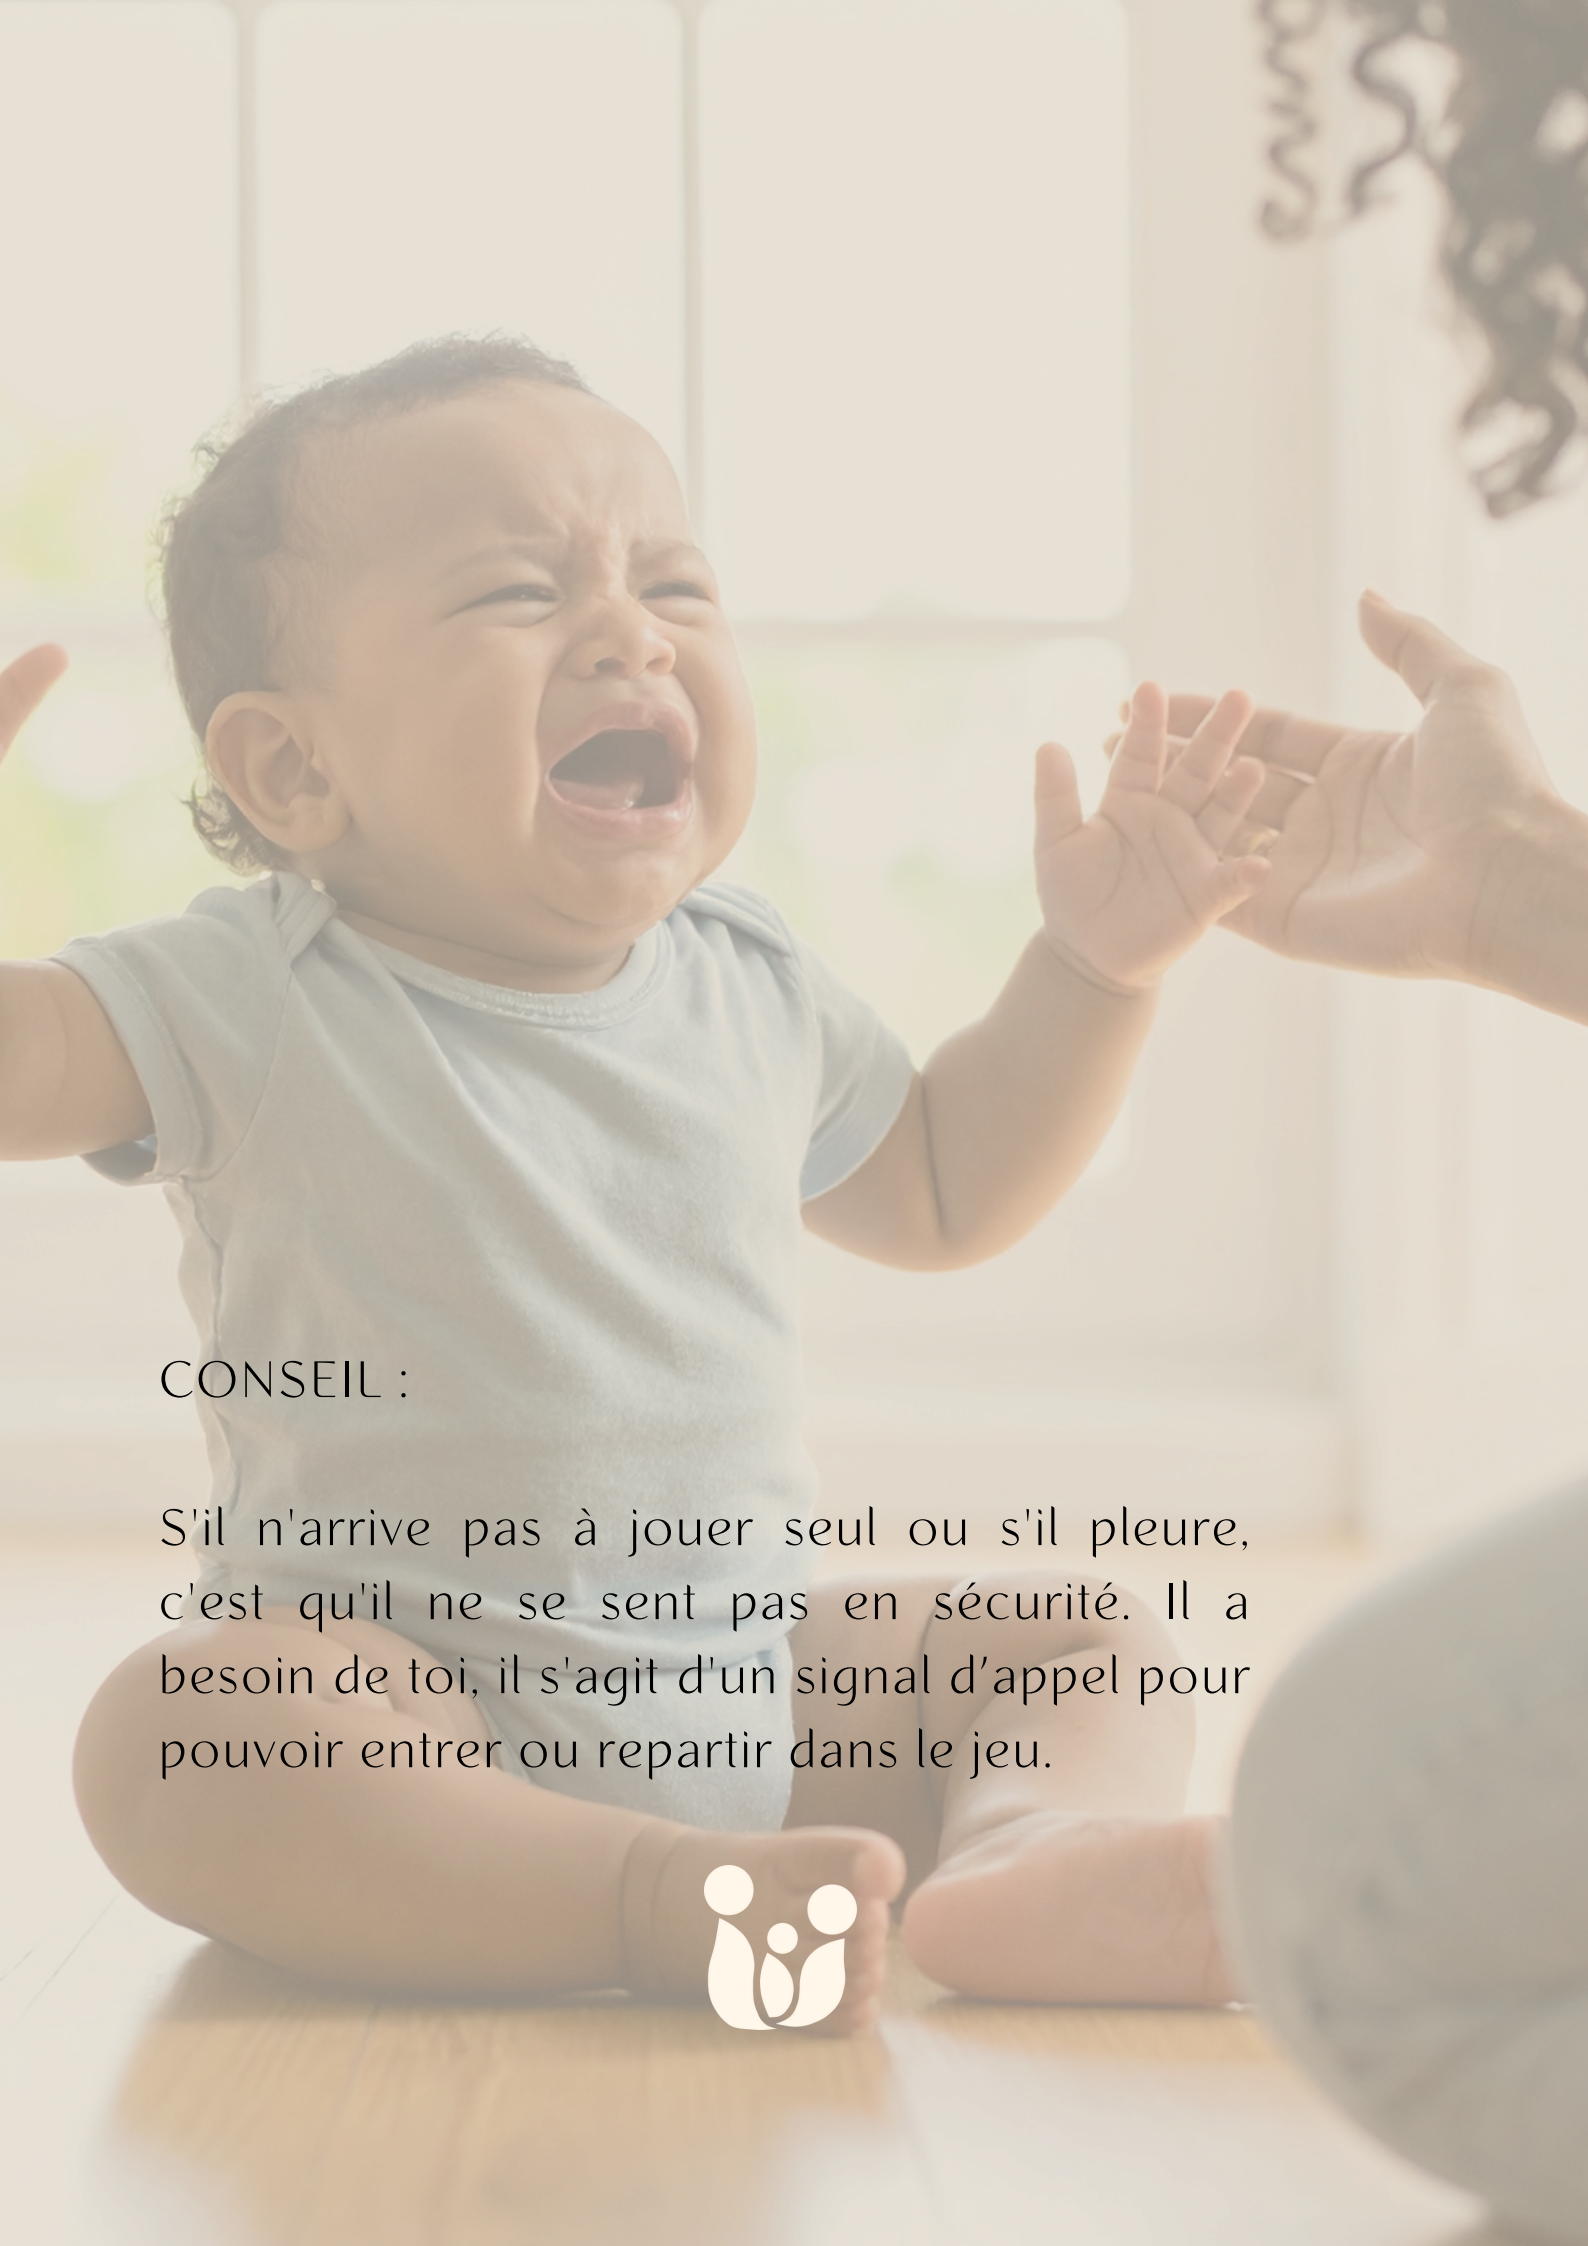 CONSEIL :
S'il n'arrive pas à jouer seul ou s'il pleure,
c'est qu'il ne se sent pas en sécurité. Il a
besoin de toi, il s'agit d'un signal d’appel pour
pouvoir entrer ou repartir dans le jeu.